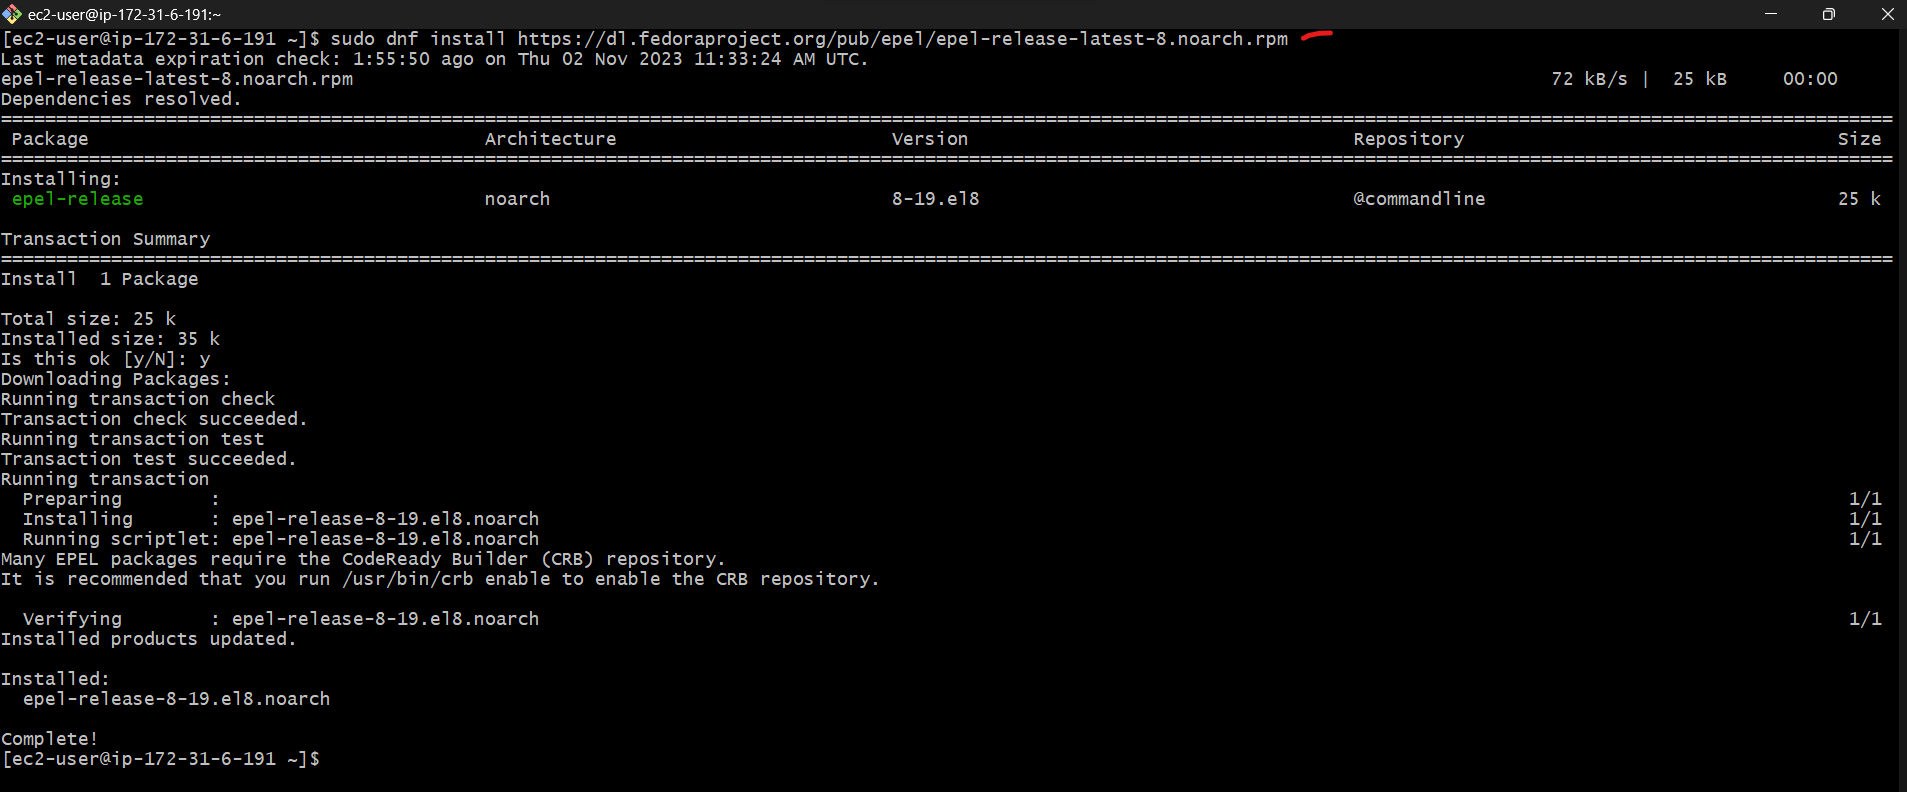 ec2-user@ip-172-31-6-191:~
[ec2-user@ip-172-31-6-191 ~]$ sudo dnf install https://dl.fedoraproject.org/pub/epel/epel-release-latest-8.noarch.rpm
Last metadata expiration check: 1:55:50 ago on Thu 02 Nov 2023 11:33:24 AM UTC.
epel-release-latest-8.noarch.rpm 72 kB/s | 25 kB 00:00
Dependencies resolved.
================================================================================
Package Architecture Version Repository Size
================================================================================
Installing:
epel-release noarch 8-19.el8 @commandline 25 k
Transaction Summary
================================================================================
Install 1 Package
Total size: 25 k
Installed size: 35 k
Is this ok [y/N]: y
Downloading Packages:
Running transaction check
Transaction check succeeded.
Running transaction test
Transaction test succeeded.
Running transaction
Preparing : 1/1
Installing : epel-release-8-19.el8.noarch 1/1
Running scriptlet: epel-release-8-19.el8.noarch 1/1
Many EPEL packages require the CodeReady Builder (CRB) repository.
It is recommended that you run /usr/bin/crb enable to enable the CRB repository.
Verifying : epel-release-8-19.el8.noarch 1/1
Installed products updated.
Installed:
epel-release-8-19.el8.noarch
Complete!
[ec2-user@ip-172-31-6-191 ~]$